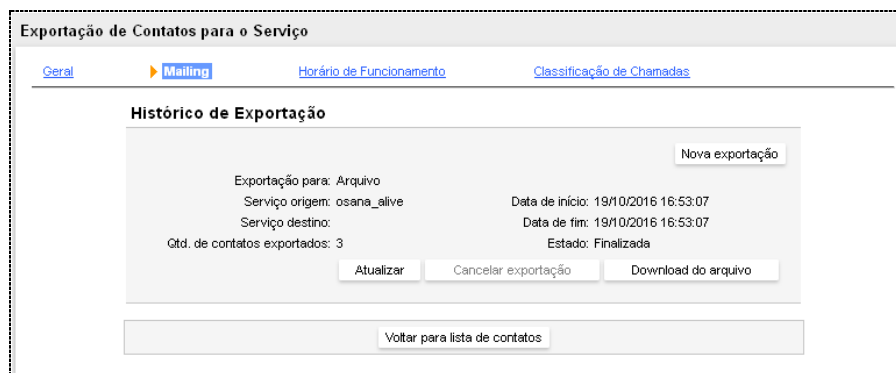 Exportação de Contatos para o Serviço
Geral Mailing Horário de Funcionamento Classificação de Chamadas
Histórico de Exportação
Nova exportação
Exportação para: Arquivo
Serviço origem: osana_alive Data de início: 19/10/2016 16:53:07
Serviço destino: Data de fim: 19/10/2016 16:53:07
Qtd. de contatos exportados: 3 Estado: Finalizada
Atualizar Cancelar exportação Download do arquivo
Voltar para lista de contatos